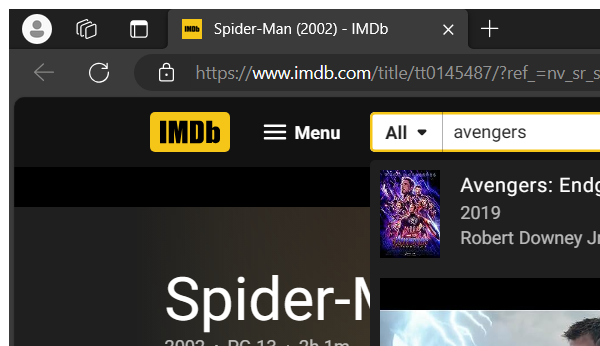 IMDb Spider-Man (2002) - IMDb
https://www.imdb.com/title/tt0145487/?ref_=nv_sr_s
IMDb Menu All avengers
Avengers: Endg
2019
Robert Downey Jr
Spider-M
2002 · PG-13 · 2h 1m